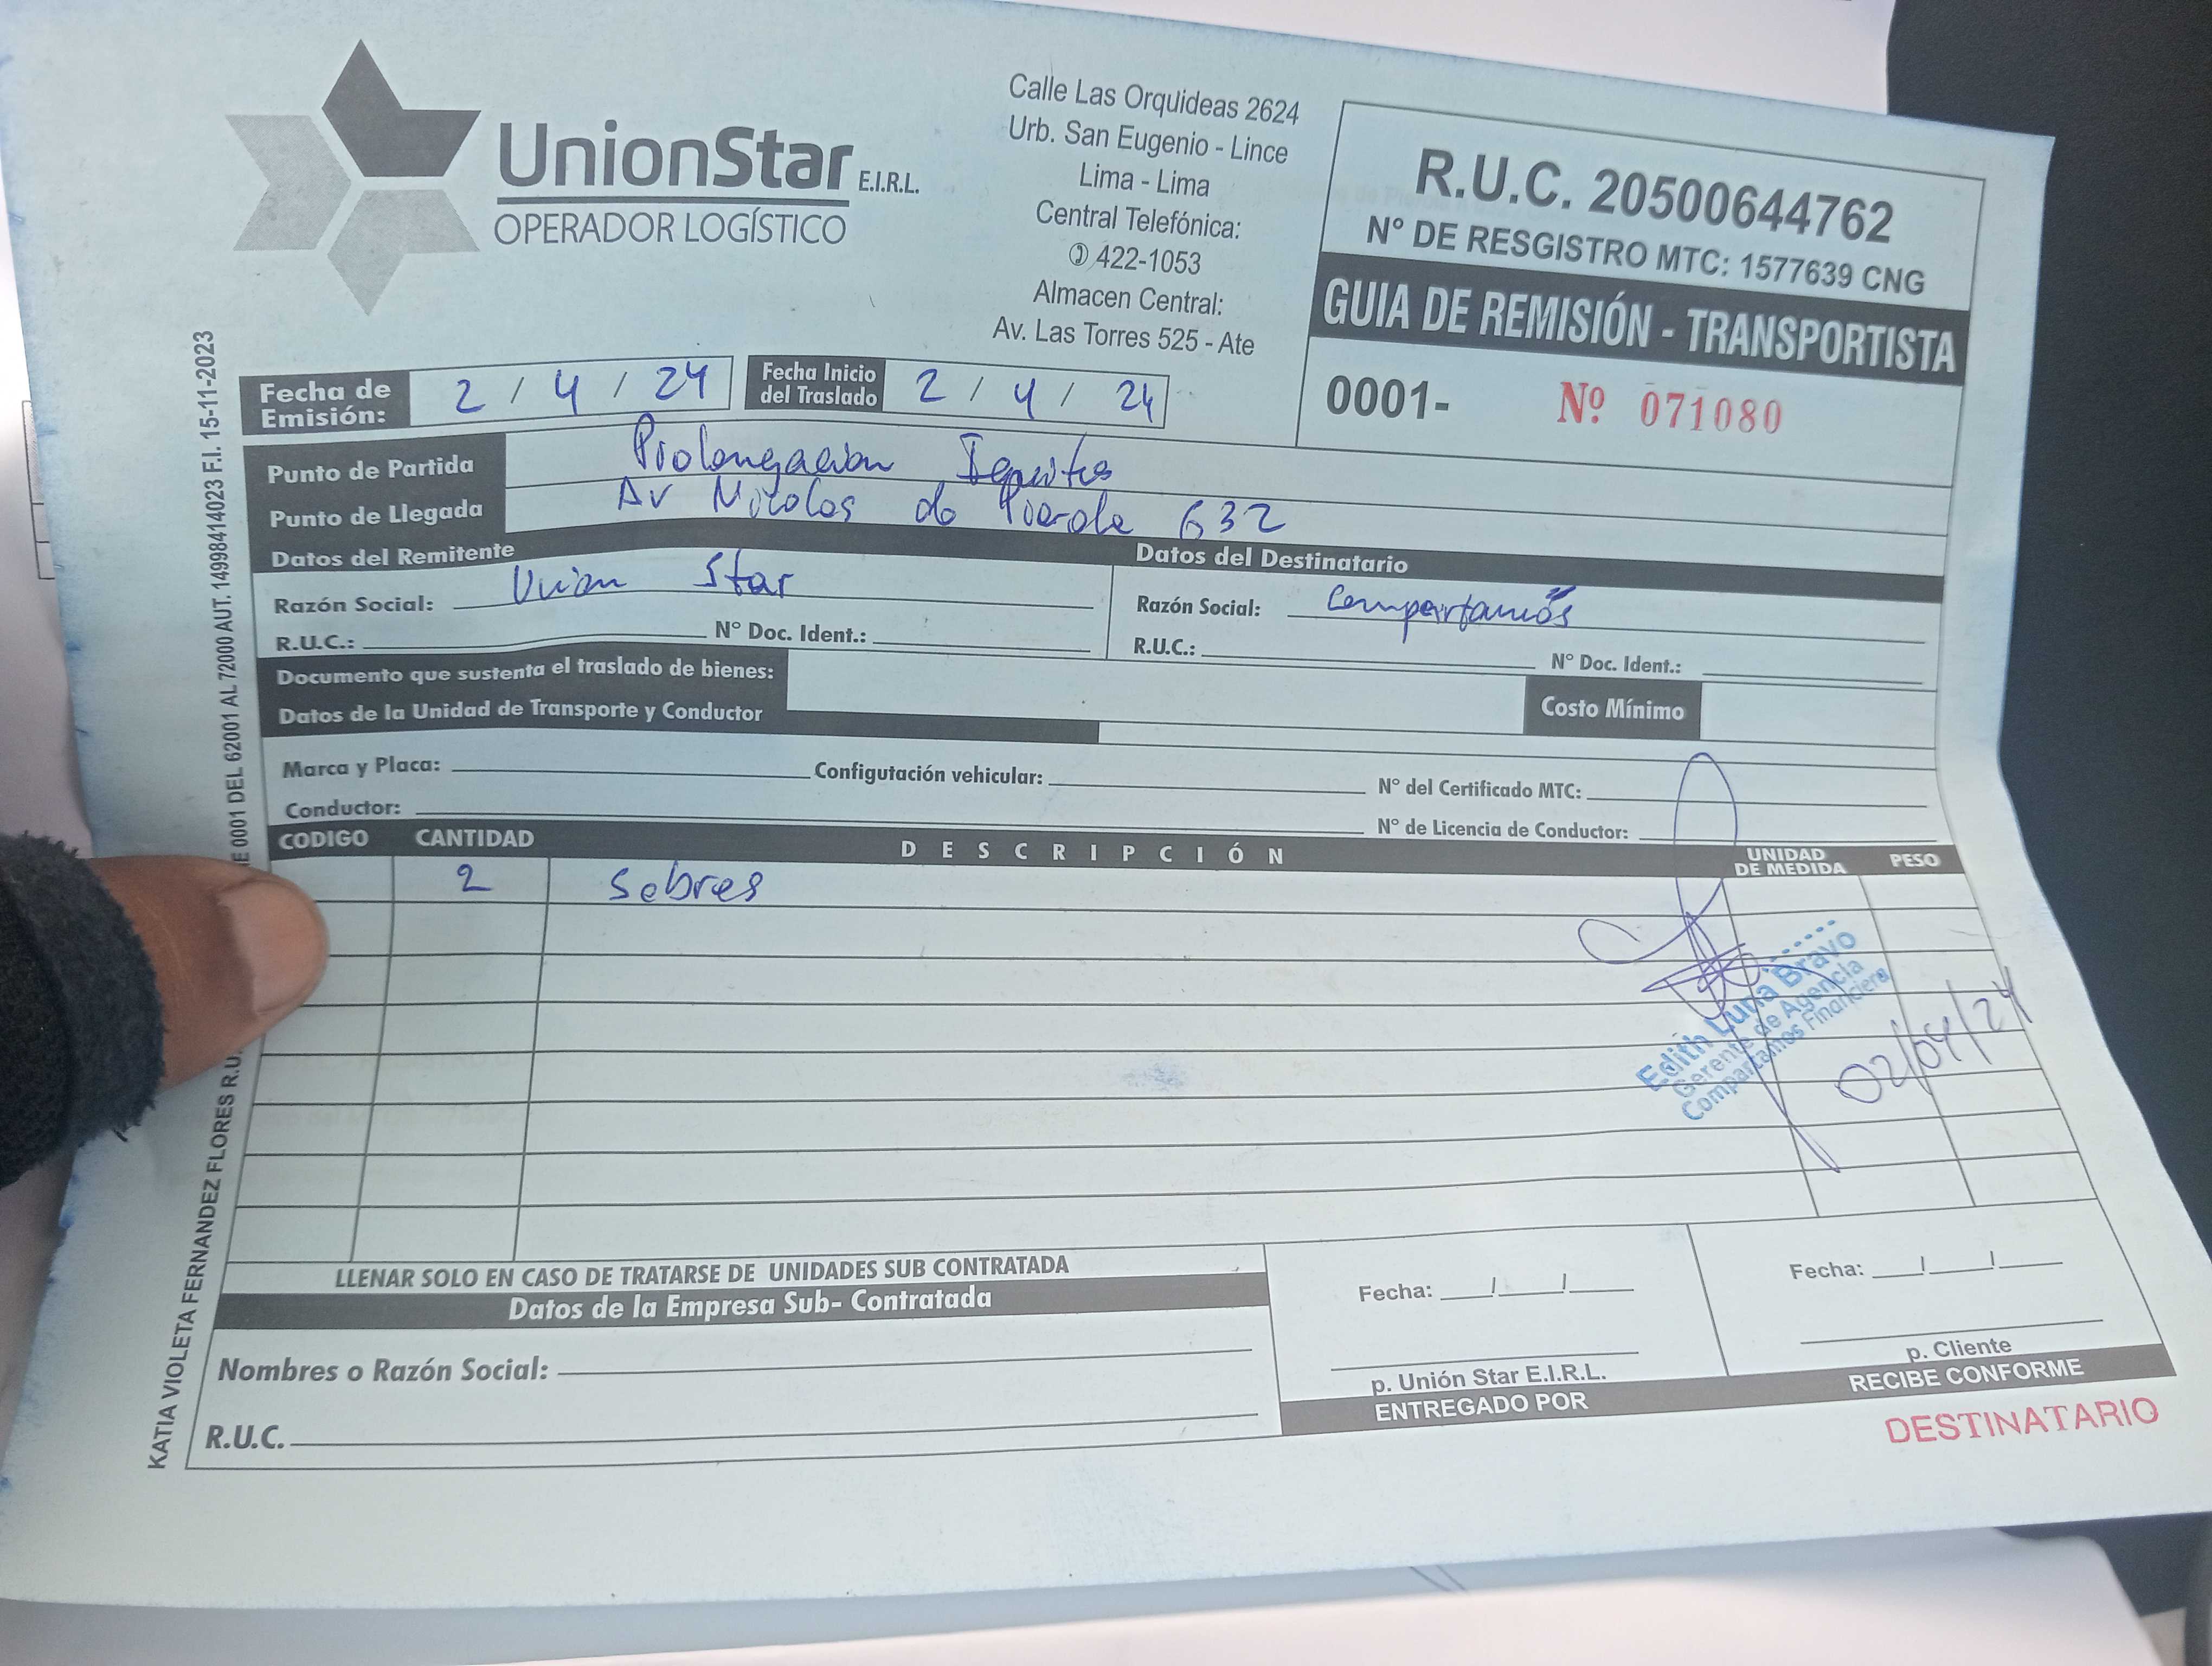 UnionStar E.I.R.L.
OPERADOR LOGÍSTICO
Calle Las Orquideas 2624
Urb. San Eugenio - Lince
Lima - Lima
Central Telefónica:
422-1053
Almacen Central:
Av. Las Torres 525 - Ate
R.U.C. 20500644762
N° DE RESGISTRO MTC: 1577639 CNG
GUIA DE REMISIÓN - TRANSPORTISTA
0001- Nº 071080
Fecha de Emisión: 2 / 4 / 24 Fecha Inicio del Traslado 2 / 4 / 24
Punto de Partida Prolongación Iquitos
Punto de Llegada Av Nicolas de Pierola 632
Datos del Remitente Datos del Destinatario
Razón Social: Union Star Razón Social: Compartamos
R.U.C.: N° Doc. Ident.: R.U.C.: N° Doc. Ident.:
Documento que sustenta el traslado de bienes:
Datos de la Unidad de Transporte y Conductor Costo Mínimo
Marca y Placa: Configutación vehicular: N° del Certificado MTC:
Conductor: N° de Licencia de Conductor:
CODIGO CANTIDAD DESCRIPCIÓN UNIDAD DE MEDIDA PESO
2 Sobres
Edith Luna Bravo
Gerente de Agencia
Compartamos Financiera
02/04/24
LLENAR SOLO EN CASO DE TRATARSE DE UNIDADES SUB CONTRATADA
Datos de la Empresa Sub- Contratada
Nombres o Razón Social:
R.U.C.
Fecha: / /
p. Unión Star E.I.R.L.
ENTREGADO POR
Fecha: / /
p. Cliente
RECIBE CONFORME
DESTINATARIO
KATIA VIOLETA FERNANDEZ FLORES R.U. E 0001 DEL 62001 AL 72000 AUT. 14998414023 F.I. 15-11-2023